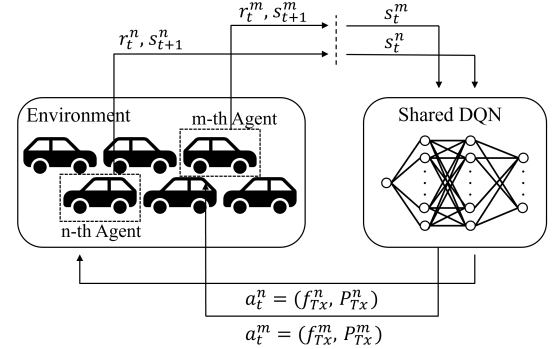 r_t^m, s_{t+1}^m
s_t^m
r_t^n, s_{t+1}^n
s_t^n
Environment
m-th Agent
Shared DQN
n-th Agent
a_t^n = (f_{Tx}^n, P_{Tx}^n)
a_t^m = (f_{Tx}^m, P_{Tx}^m)